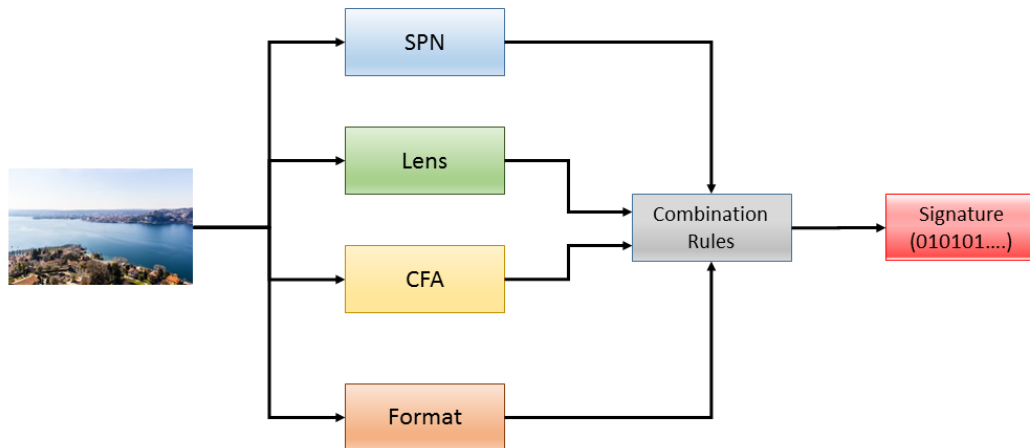 SPN
Lens
CFA
Format
Combination
Rules
Signature
(010101....)